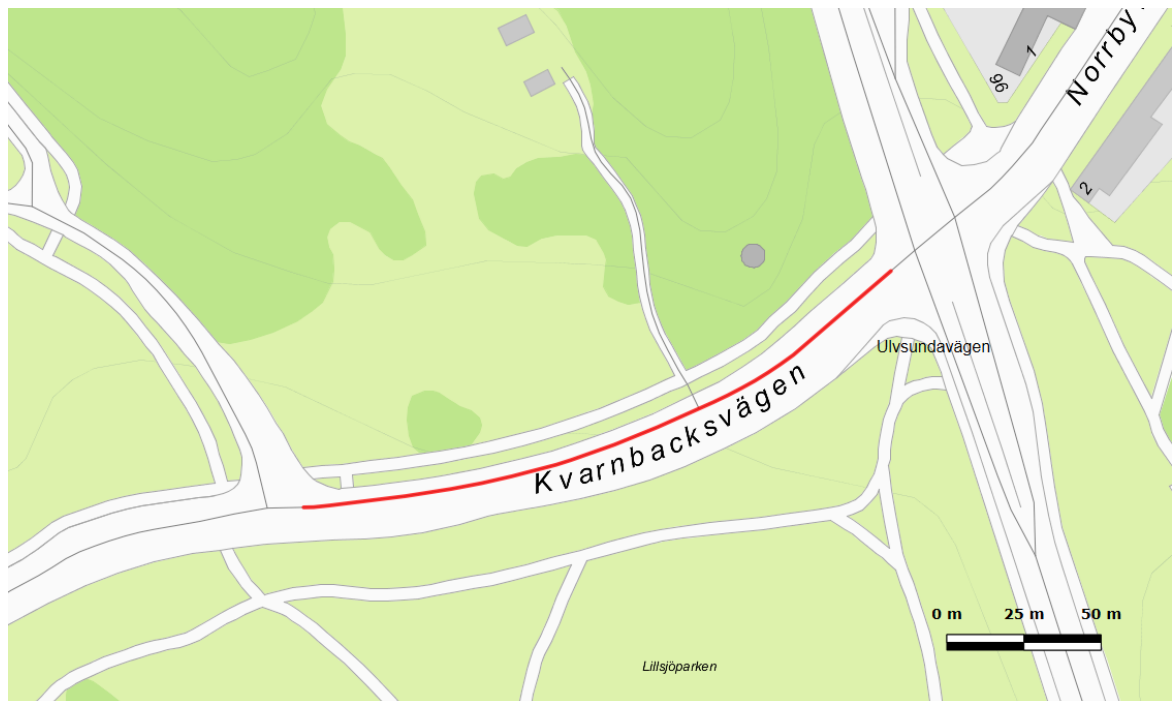 Norrby
1
96
2
Ulvsundavägen
Kvarnbacksvägen
0 m 25 m 50 m
Lillsjöparken